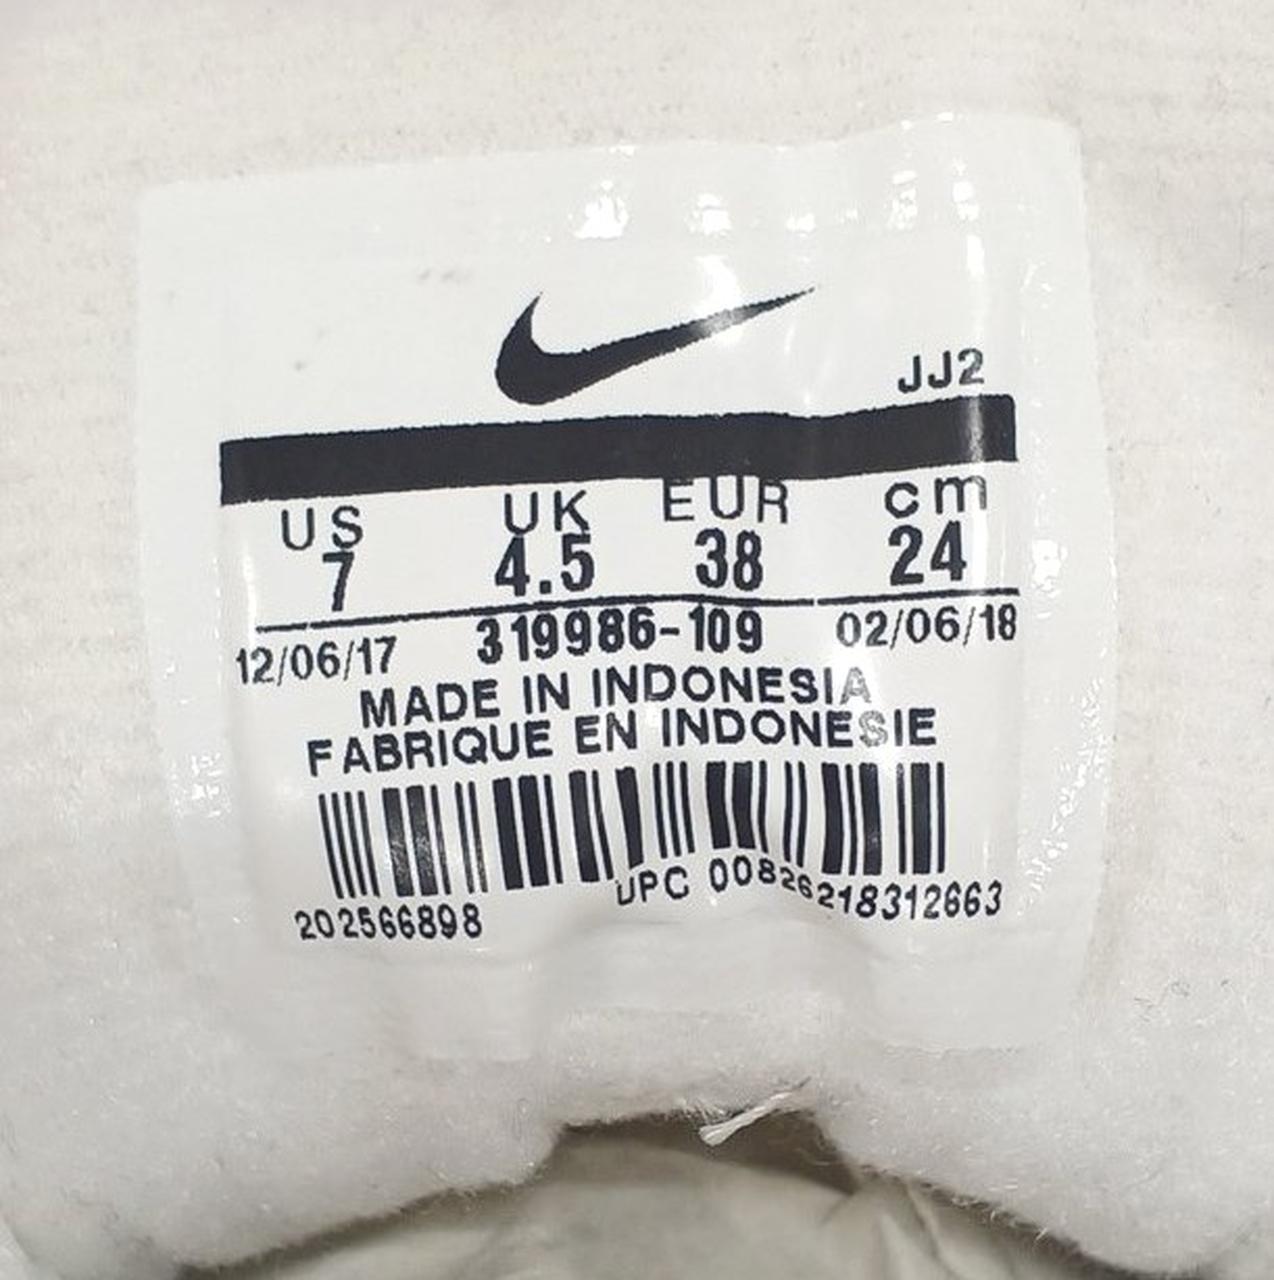 JJ2
US UK EUR cm
7 4.5 38 24
12/06/17 319986-109 02/06/18
MADE IN INDONESIA
FABRIQUE EN INDONESIE
202566898 UPC 00826218312663